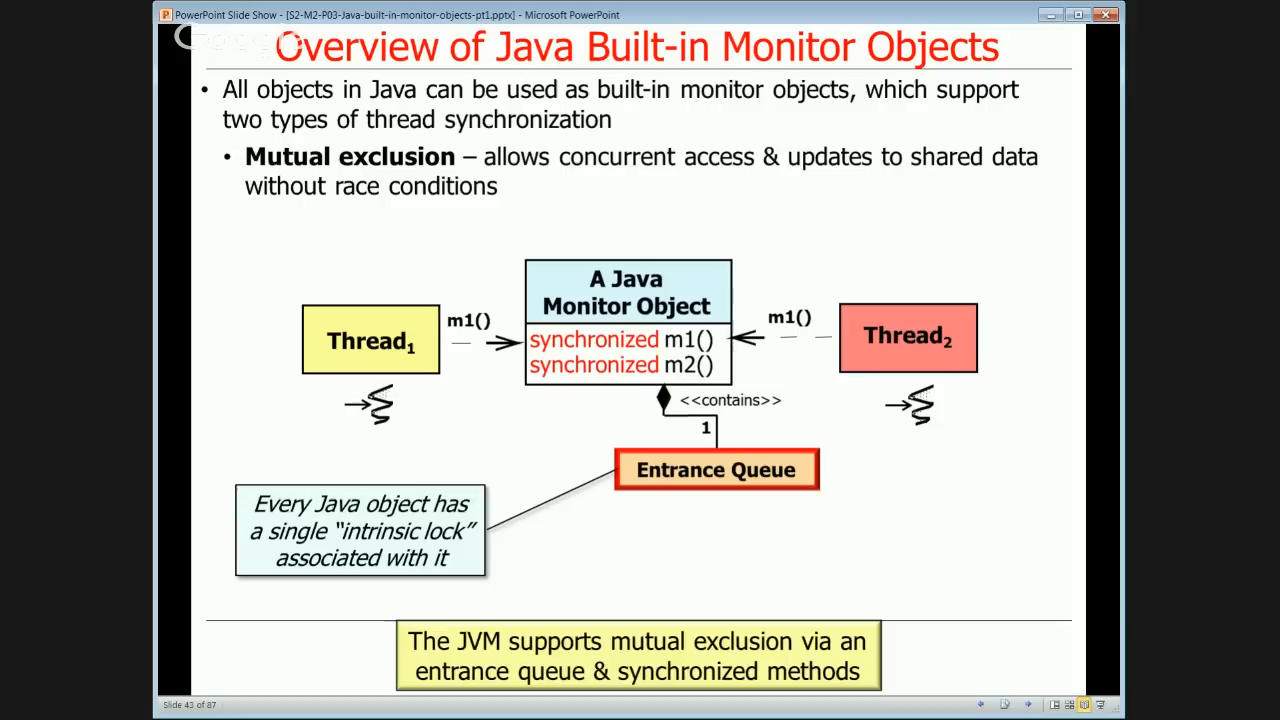 PowerPoint Slide Show - [S2-M2-P03-Java-built-in-monitor-objects-pt1.pptx] - Microsoft PowerPoint
Overview of Java Built-in Monitor Objects
• All objects in Java can be used as built-in monitor objects, which support
two types of thread synchronization
• Mutual exclusion – allows concurrent access & updates to shared data
without race conditions
A Java
Monitor Object
m1()
m1()
Thread1
synchronized m1()
Thread2
synchronized m2()
<<contains>>
1
Entrance Queue
Every Java object has
a single “intrinsic lock”
associated with it
The JVM supports mutual exclusion via an
entrance queue & synchronized methods
Slide 43 of 87